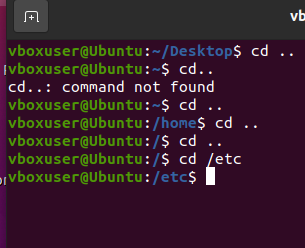 vb
vboxuser@Ubuntu:~/Desktop$ cd ..
vboxuser@Ubuntu:~$ cd..
cd..: command not found
vboxuser@Ubuntu:~$ cd ..
vboxuser@Ubuntu:/home$ cd ..
vboxuser@Ubuntu:/$ cd ..
vboxuser@Ubuntu:/$ cd /etc
vboxuser@Ubuntu:/etc$